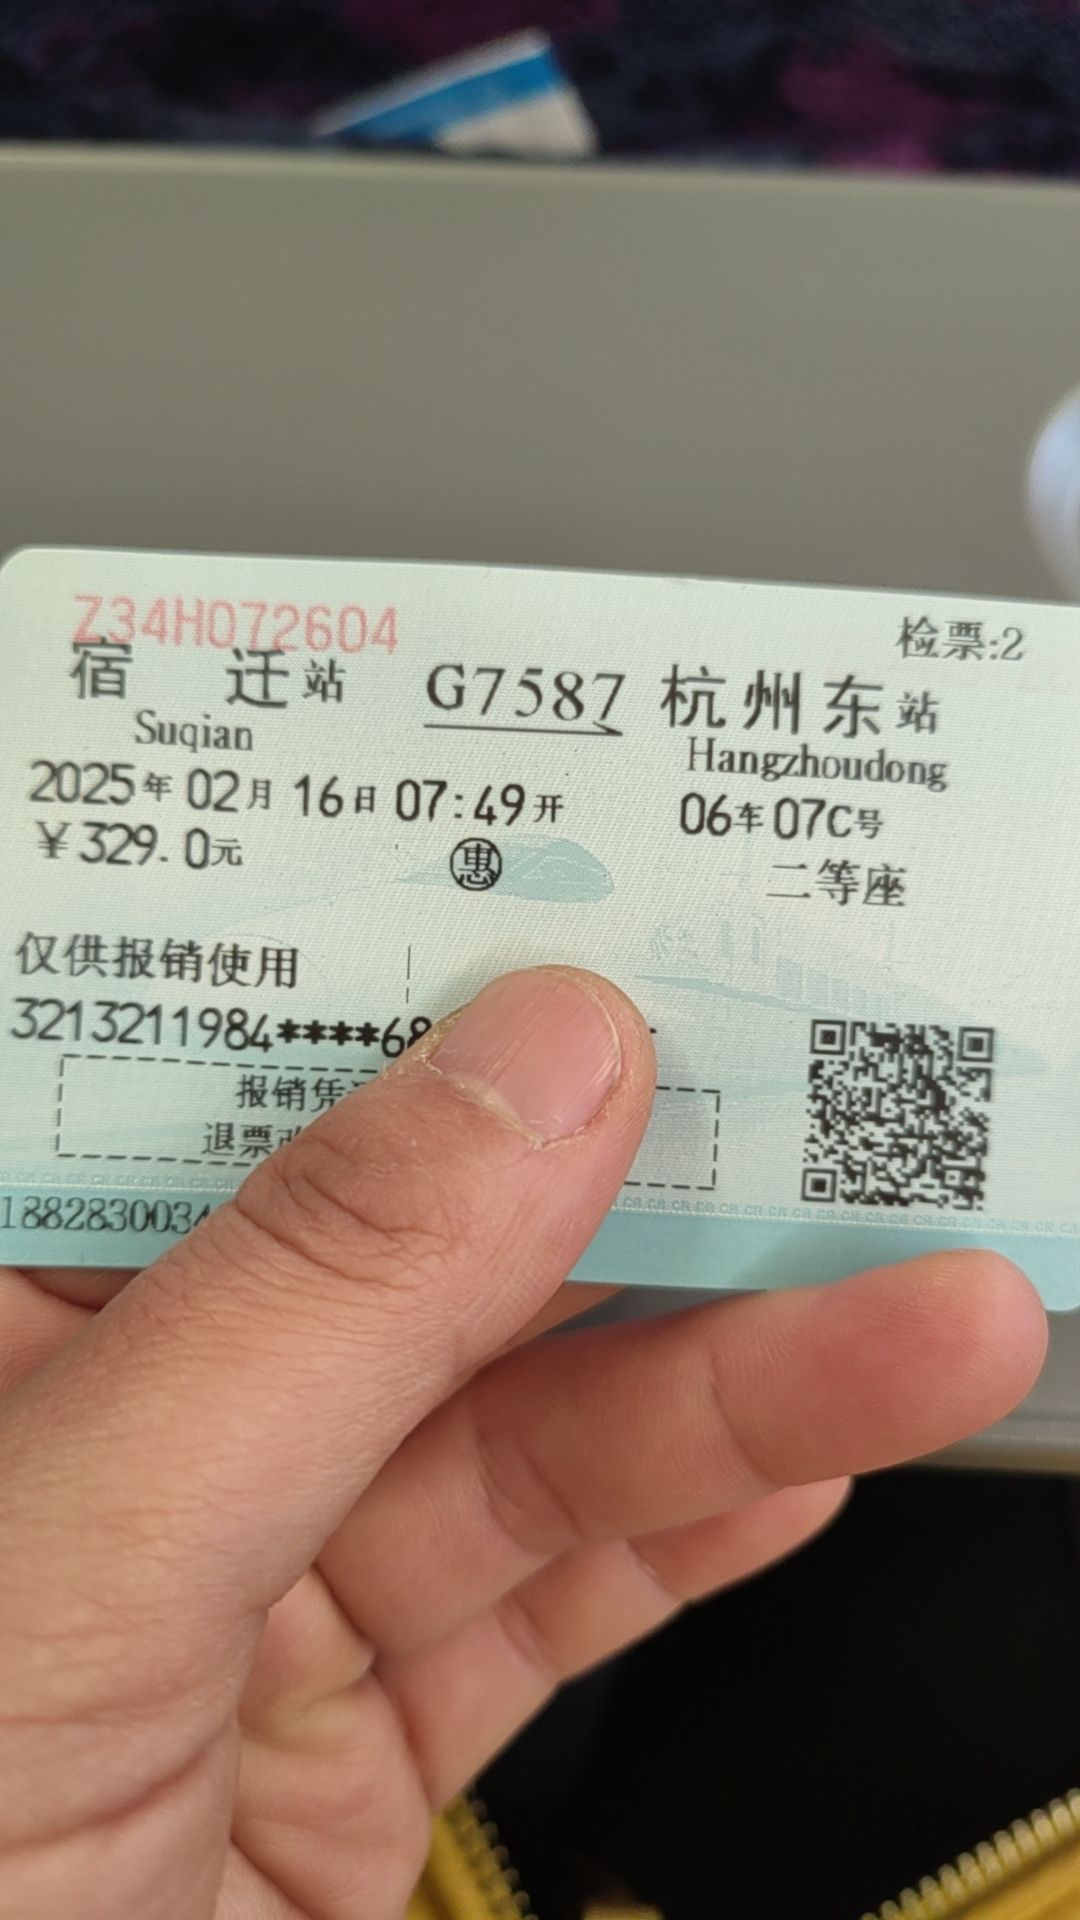 Z34H072604
检票:2
宿 迁站 G7587 杭州东站
Suqian Hangzhoudong
2025年02月16日07:49开 06车07C号
￥329.0元 惠 二等座
仅供报销使用
3213211984****68
报销凭
退票改
1882830034